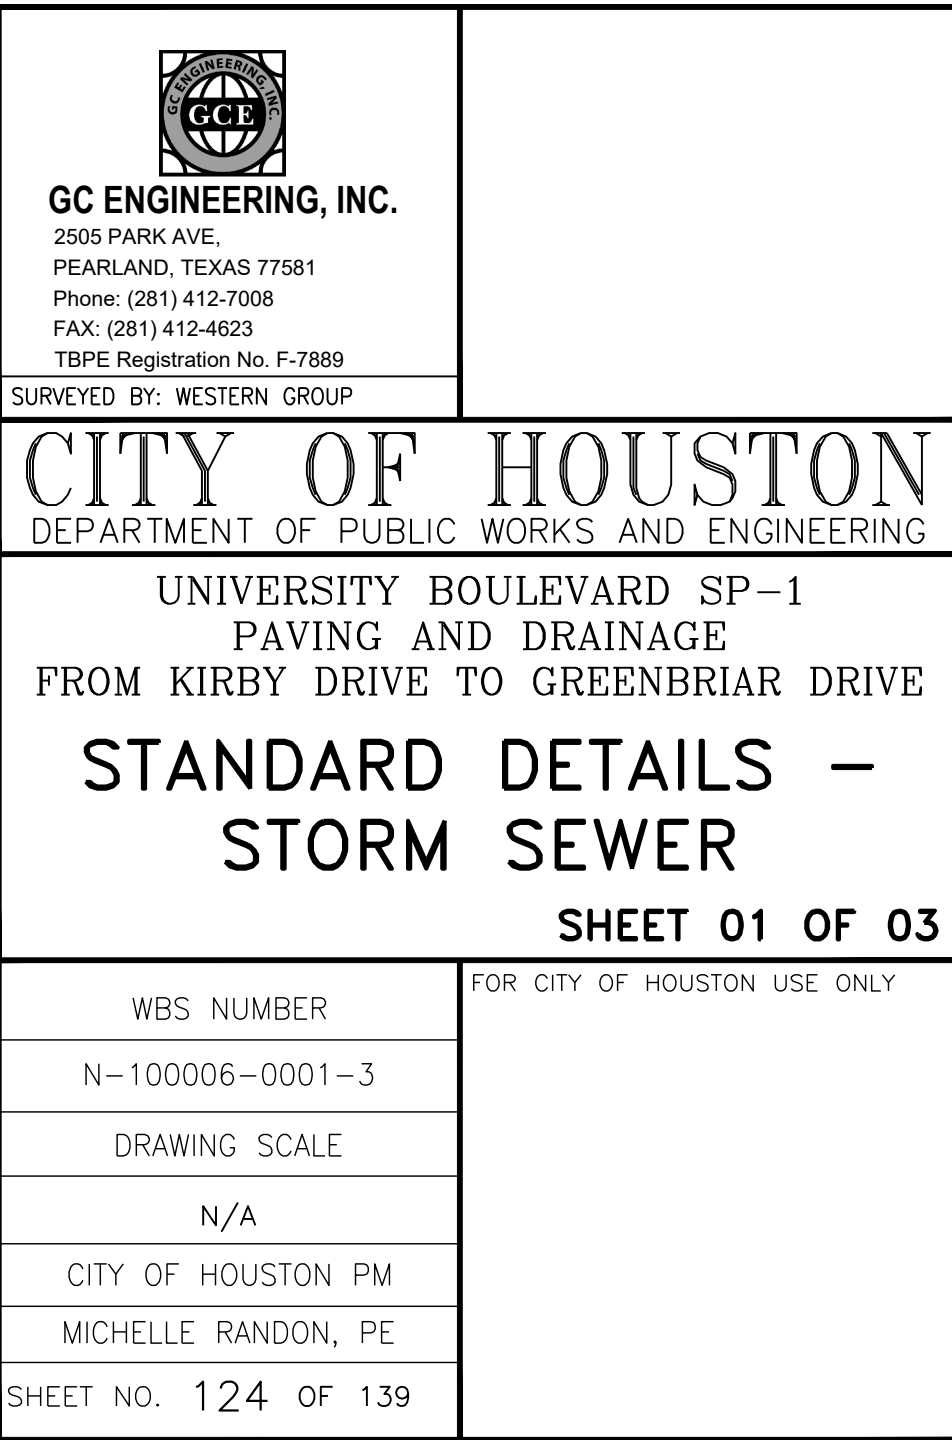 GC ENGINEERING, INC.
GCE
GC ENGINEERING, INC.
2505 PARK AVE,
PEARLAND, TEXAS 77581
Phone: (281) 412-7008
FAX: (281) 412-4623
TBPE Registration No. F-7889
SURVEYED BY: WESTERN GROUP
CITY OF HOUSTON
DEPARTMENT OF PUBLIC WORKS AND ENGINEERING
UNIVERSITY BOULEVARD SP-1
PAVING AND DRAINAGE
FROM KIRBY DRIVE TO GREENBRIAR DRIVE
STANDARD DETAILS -
STORM SEWER
SHEET 01 OF 03
WBS NUMBER
N-100006-0001-3
DRAWING SCALE
N/A
CITY OF HOUSTON PM
MICHELLE RANDON, PE
SHEET NO. 124 OF 139
FOR CITY OF HOUSTON USE ONLY